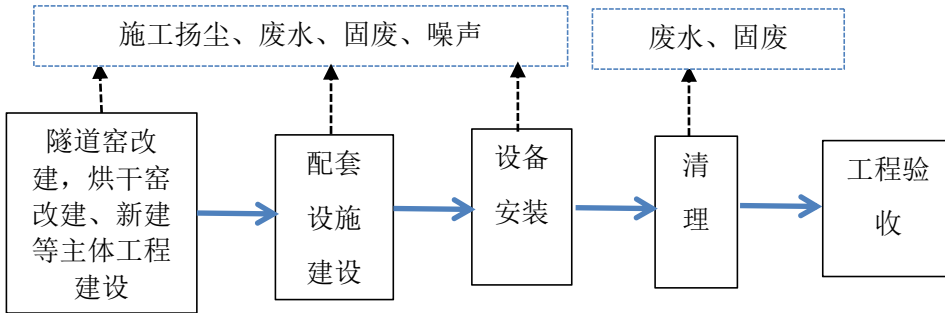 施工扬尘、废水、固废、噪声
废水、固废
隧道窑改
建，烘干窑
改建、新建
等主体工程
建设
配套
设施
建设
设备
安装
清
理
工程验
收